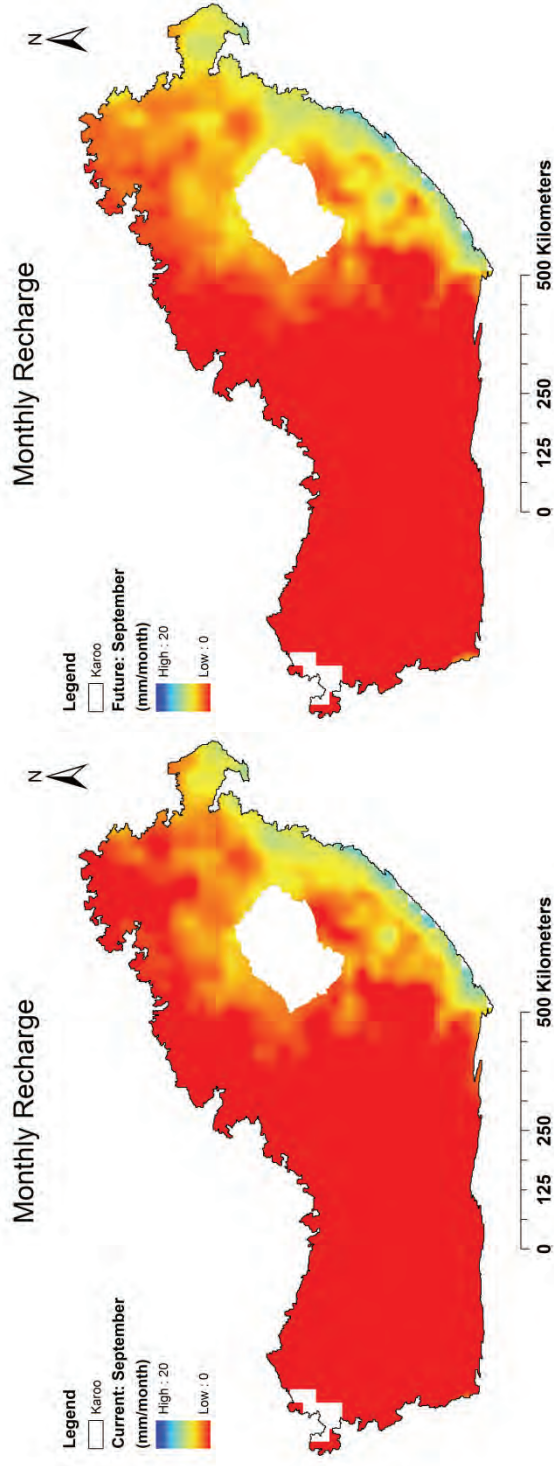 Monthly Recharge
N
Legend
Karoo
Current: September
(mm/month)
High : 20
Low : 0
0 125 250 500 Kilometers
Monthly Recharge
N
Legend
Karoo
Future: September
(mm/month)
High : 20
Low : 0
0 125 250 500 Kilometers